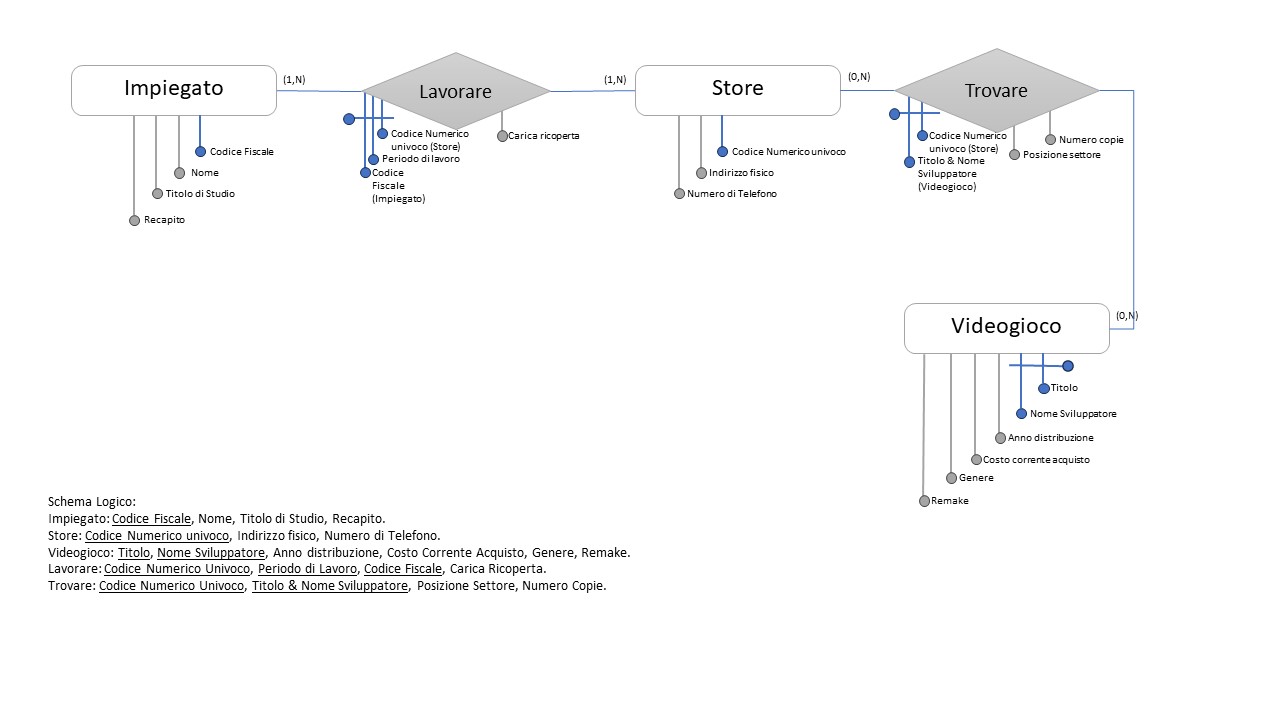 Impiegato
(1,N)
Lavorare
(1,N)
Store
(0,N)
Trovare
Codice Fiscale
Nome
Titolo di Studio
Recapito
Codice Numerico
univoco (Store)
Periodo di lavoro
Codice
Fiscale
(Impiegato)
Carica ricoperta
Codice Numerico univoco
Indirizzo fisico
Numero di Telefono
Codice Numerico
univoco (Store)
Titolo & Nome
Sviluppatore
(Videogioco)
Numero copie
Posizione settore
Videogioco
(0,N)
Titolo
Nome Sviluppatore
Anno distribuzione
Costo corrente acquisto
Genere
Remake
Schema Logico:
Impiegato: Codice Fiscale, Nome, Titolo di Studio, Recapito.
Store: Codice Numerico univoco, Indirizzo fisico, Numero di Telefono.
Videogioco: Titolo, Nome Sviluppatore, Anno distribuzione, Costo Corrente Acquisto, Genere, Remake.
Lavorare: Codice Numerico Univoco, Periodo di Lavoro, Codice Fiscale, Carica Ricoperta.
Trovare: Codice Numerico Univoco, Titolo & Nome Sviluppatore, Posizione Settore, Numero Copie.